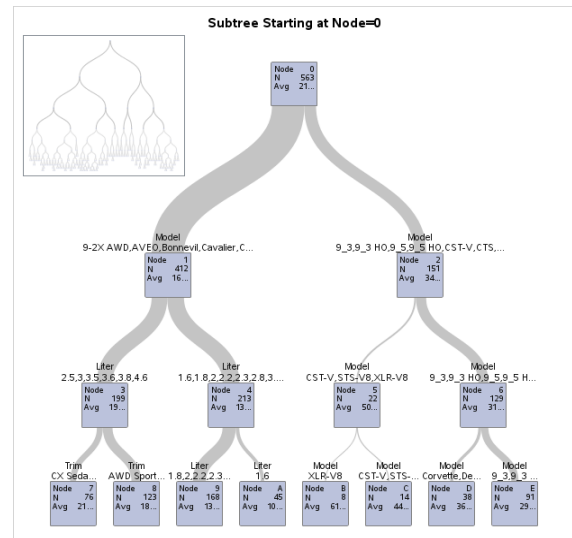 Subtree Starting at Node=0
Node 0
N 563
Avg 21...
Model
9-2X AWD,AVEO,Bonnevil,Cavalier,C...
Node 1
N 412
Avg 16...
Model
9_3,9_3 HO,9_5,9_5 HO,CST-V,CTS,...
Node 2
N 151
Avg 34...
Liter
2.5,3,3.5,3.6,3.8,4.6
Node 3
N 199
Avg 19...
Liter
1.6,1.8,2,2.2,2.3,2.8,3....
Node 4
N 213
Avg 13...
Model
CST-V,STS-V8,XLR-V8
Node 5
N 22
Avg 50...
Model
9_3,9_3 HO,9_5,9_5 H...
Node 6
N 129
Avg 31...
Trim
CX Seda...
Node 7
N 76
Avg 21...
Trim
AWD Sport...
Node 8
N 123
Avg 18...
Liter
1.8,2,2.2,2.3...
Node 9
N 168
Avg 13...
Liter
1.6
Node A
N 45
Avg 10...
Model
XLR-V8
Node B
N 8
Avg 61...
Model
CST-V,STS-...
Node C
N 14
Avg 44...
Model
Corvette,De...
Node D
N 38
Avg 36...
Model
9_3,9_3 ...
Node E
N 91
Avg 29...